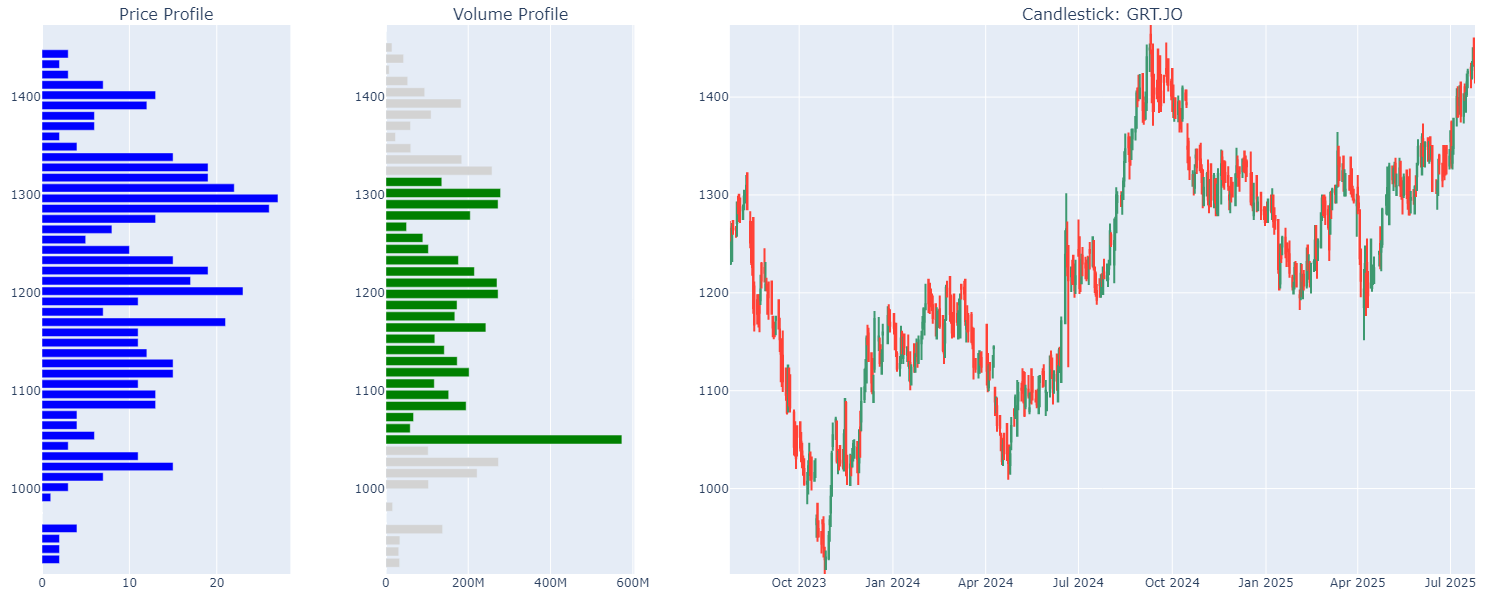 Price Profile
Volume Profile
Candlestick: GRT.JO
1400
1300
1200
1100
1000
0
10
20
1400
1300
1200
1100
1000
0
200M
400M
600M
1400
1300
1200
1100
1000
Oct 2023
Jan 2024
Apr 2024
Jul 2024
Oct 2024
Jan 2025
Apr 2025
Jul 2025